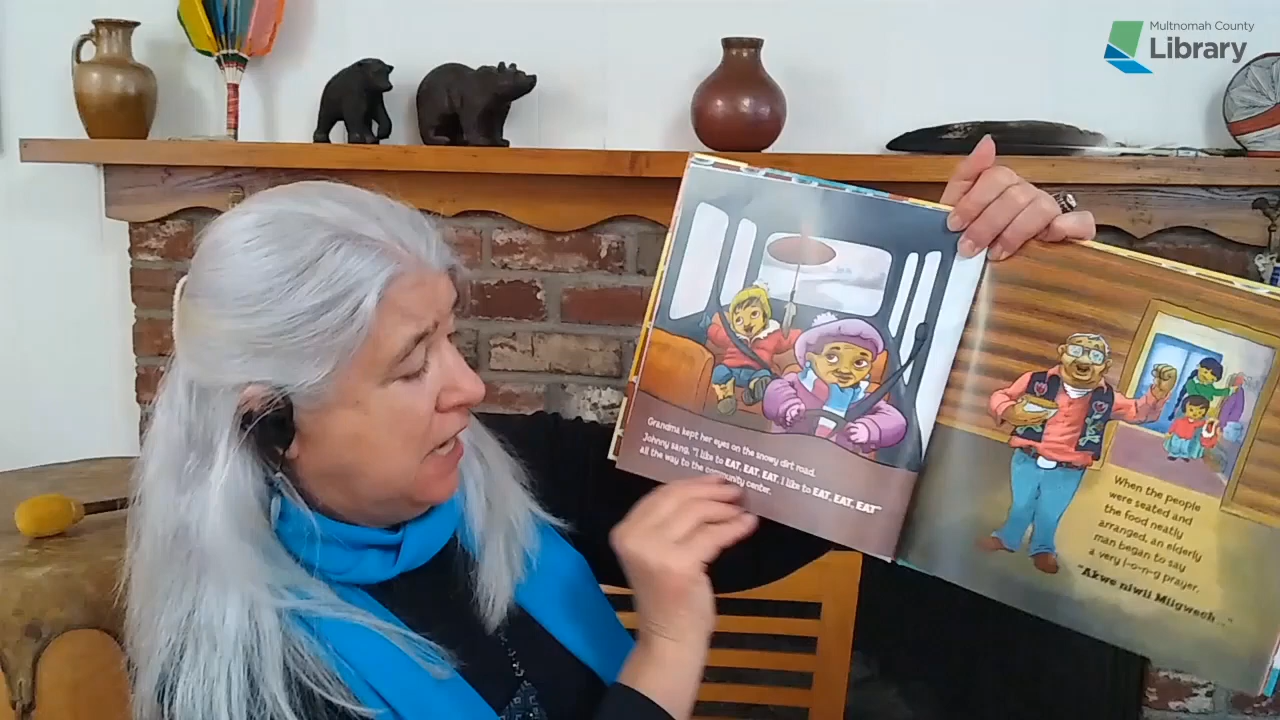 Multnomah County
Library
Grandma kept her eyes on the snowy dirt road.
Johnny sang, "I like to EAT, EAT, EAT. I like to EAT, EAT, EAT"
all the way to the community center.
When the people
were seated and
the food neatly
arranged, an elderly
man began to say
a very l-o-n-g prayer,
"Akwe niwii Miigwech..."